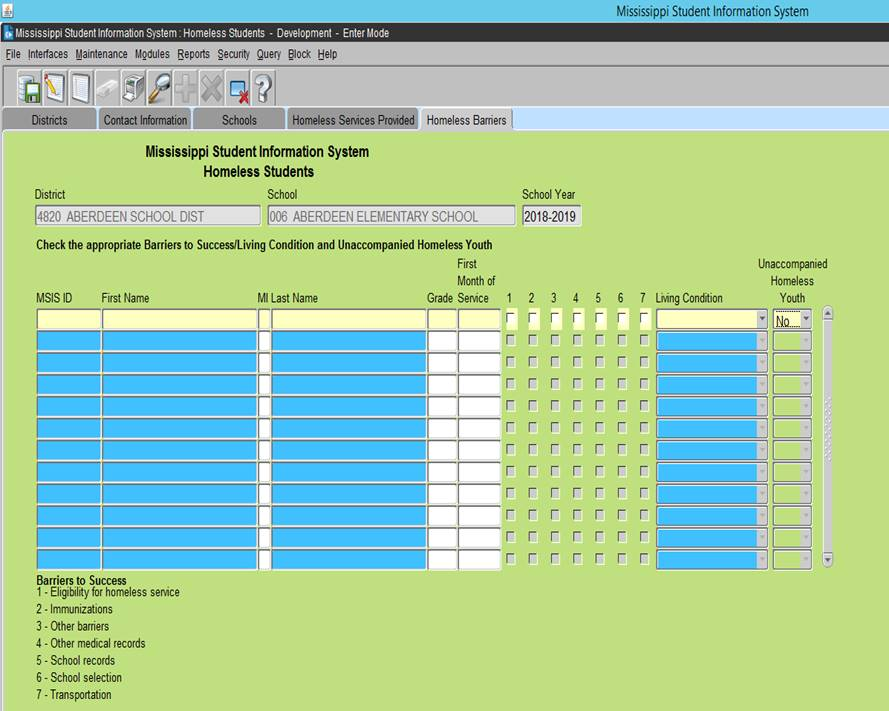 Mississippi Student Information System
Mississippi Student Information System : Homeless Students - Development - Enter Mode
File Interfaces Maintenance Modules Reports Security Query Block Help
Districts Contact Information Schools Homeless Services Provided Homeless Barriers
Mississippi Student Information System
Homeless Students
District School School Year
4820 ABERDEEN SCHOOL DIST 006 ABERDEEN ELEMENTARY SCHOOL 2018-2019
Check the appropriate Barriers to Success/Living Condition and Unaccompanied Homeless Youth
First Unaccompanied
Month of Homeless
MSIS ID First Name MI Last Name Grade Service 1 2 3 4 5 6 7 Living Condition Youth
No
Barriers to Success
1 - Eligibility for homeless service
2 - Immunizations
3 - Other barriers
4 - Other medical records
5 - School records
6 - School selection
7 - Transportation